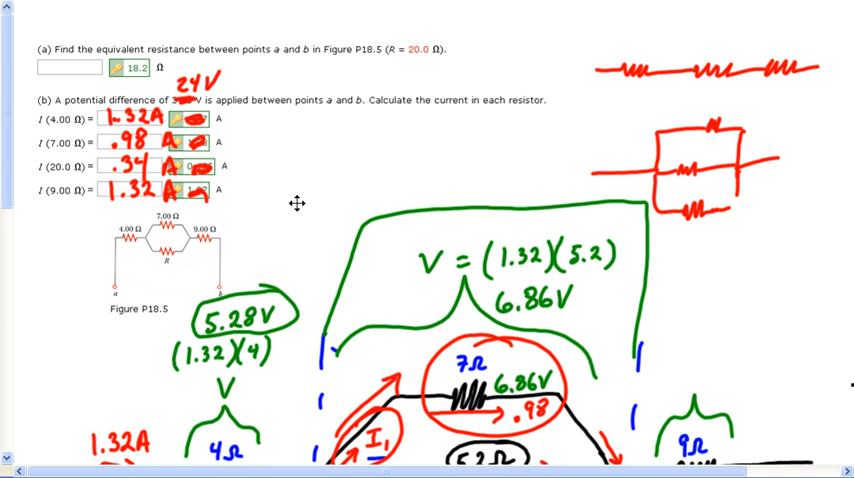 (a) Find the equivalent resistance between points a and b in Figure P18.5 (R = 20.0 Ω).
18.2 Ω
24V
(b) A potential difference of V is applied between points a and b. Calculate the current in each resistor.
I (4.00 Ω) = 1.32A A
I (7.00 Ω) = .98 A A
I (20.0 Ω) = .34 A A
I (9.00 Ω) = 1.32 A A
7.00 Ω
4.00 Ω 9.00 Ω
R
a b
Figure P18.5
V = (1.32)(5.2)
6.86V
5.28V
(1.32)(4)
V
7Ω
6.86V
.98
1.32A
4Ω
I₁
5.2Ω
9Ω